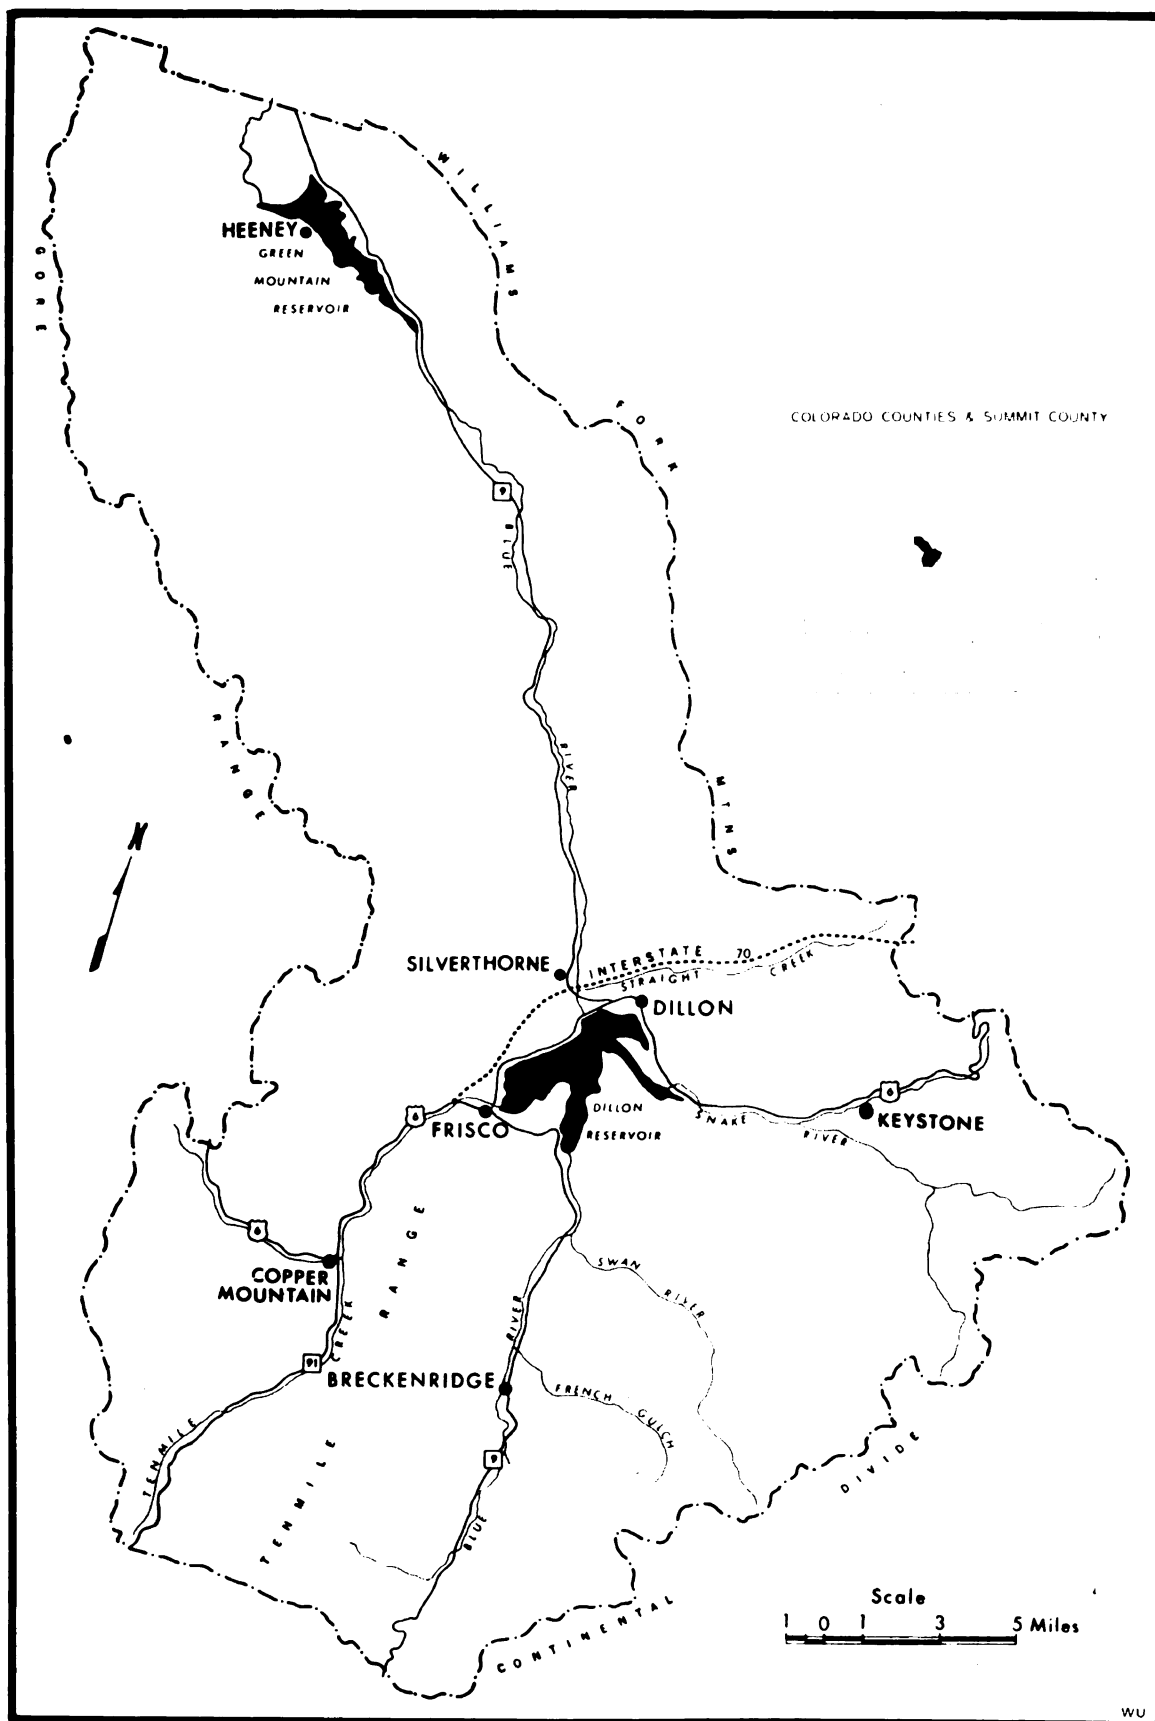 WILLIAMS
HEENEY
GREEN
MOUNTAIN
RESERVOIR
GORE
FORK
COLORADO COUNTIES & SUMMIT COUNTY
9
BLUE
RANGE
RIVER
MTNS
N
SILVERTHORNE
INTERSTATE 70
STRAIGHT CREEK
DILLON
6
FRISCO
DILLON
RESERVOIR
SNAKE RIVER
6
KEYSTONE
6
COPPER
MOUNTAIN
RANGE
SWAN RIVER
CREEK
RIVER
91
BRECKENRIDGE
FRENCH GULCH
TENMILE
TENMILE
9
BLUE
DIVIDE
CONTINENTAL
Scale
1 0 1 3 5 Miles
WU